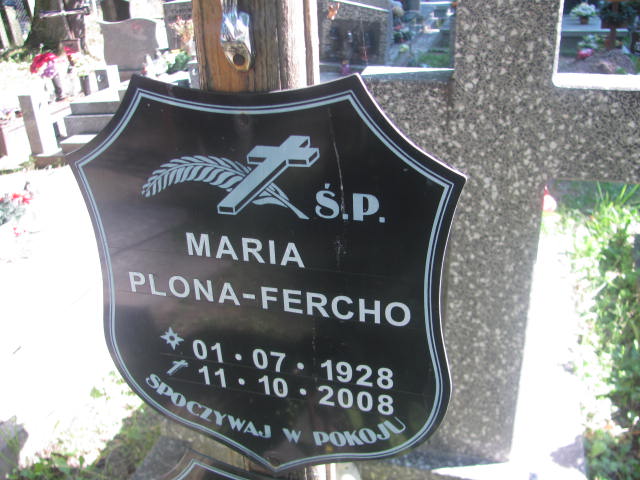 Ś.P.
MARIA
PLONA-FERCHO
01·07·1928
11·10·2008
SPOCZYWAJ W POKOJU